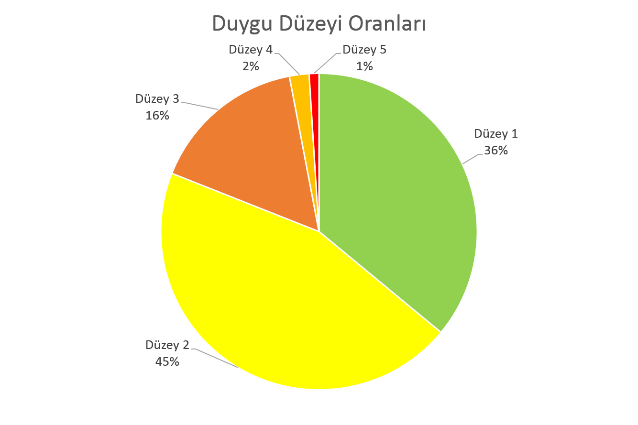 Duygu Düzeyi Oranları
Düzey 4
2%
Düzey 5
1%
Düzey 3
16%
Düzey 1
36%
Düzey 2
45%